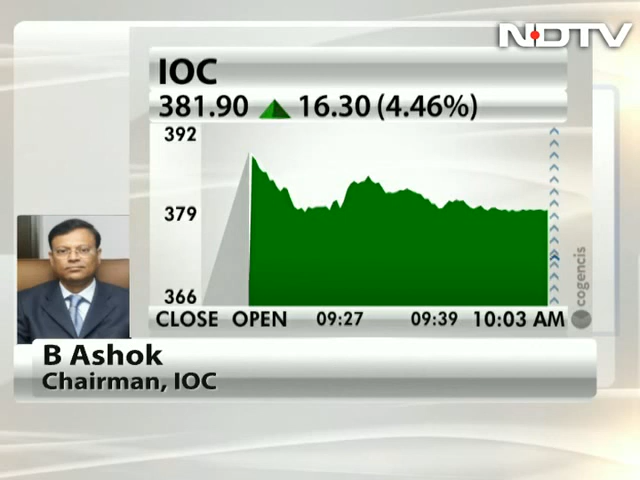 NDTV
IOC
381.90 16.30 (4.46%)
392
379
366
CLOSE OPEN 09:27 09:39 10:03 AM
cogencis
B Ashok
Chairman, IOC